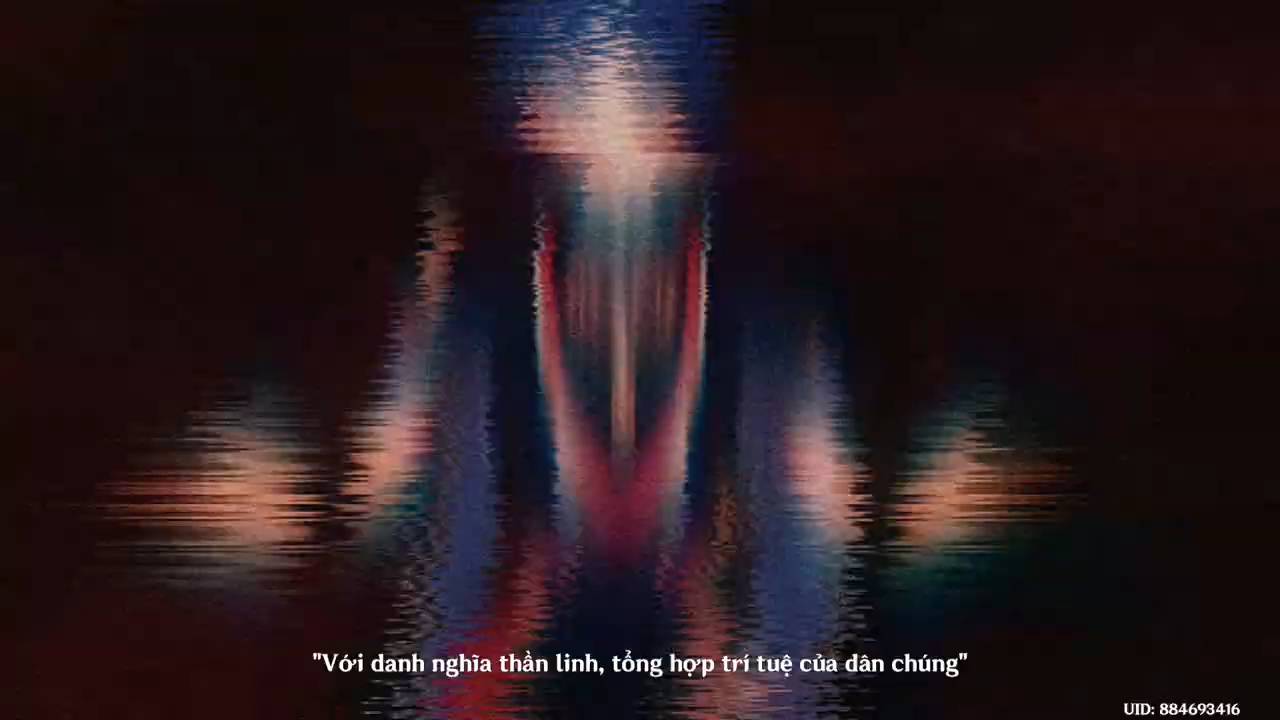 "Với danh nghĩa thần linh, tổng hợp trí tuệ của dân chúng"
UID: 884693416